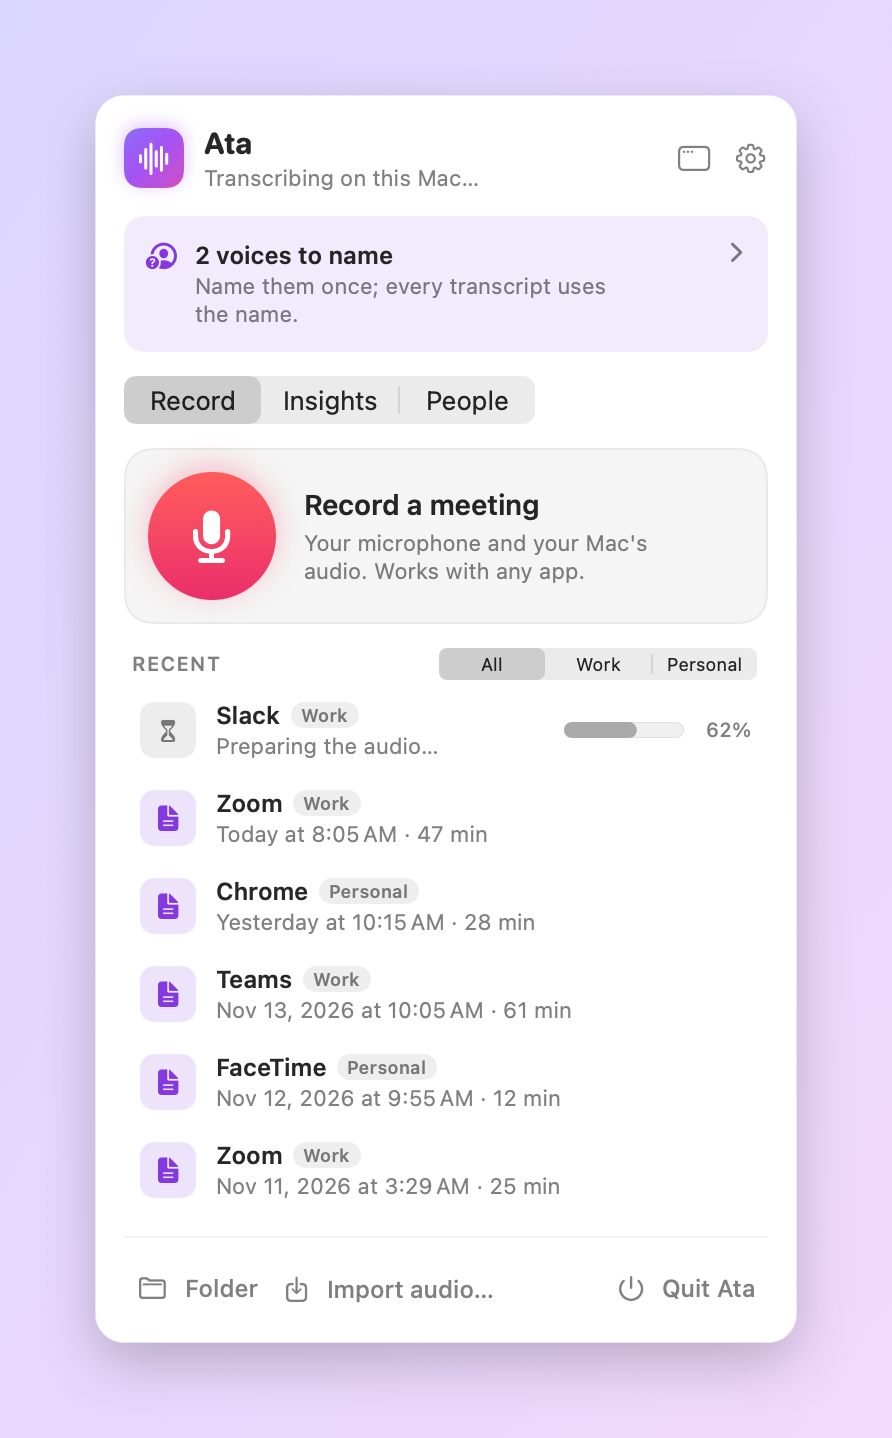 Ata
Transcribing on this Mac...
2 voices to name
Name them once; every transcript uses
the name.
Record Insights People
Record a meeting
Your microphone and your Mac's
audio. Works with any app.
RECENT All Work Personal
Slack Work
Preparing the audio...
62%
Zoom Work
Today at 8:05 AM · 47 min
Chrome Personal
Yesterday at 10:15 AM · 28 min
Teams Work
Nov 13, 2026 at 10:05 AM · 61 min
FaceTime Personal
Nov 12, 2026 at 9:55 AM · 12 min
Zoom Work
Nov 11, 2026 at 3:29 AM · 25 min
Folder Import audio... Quit Ata